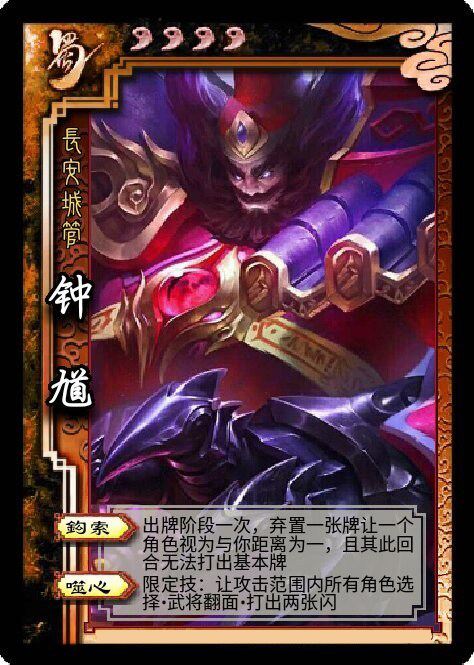 蜀
長安城管
钟馗
鈎索
出牌阶段一次，弃置一张牌让一个
角色视为与你距离为一，且其此回
合无法打出基本牌
噬心
限定技：让攻击范围内所有角色选
择·武将翻面·打出两张闪